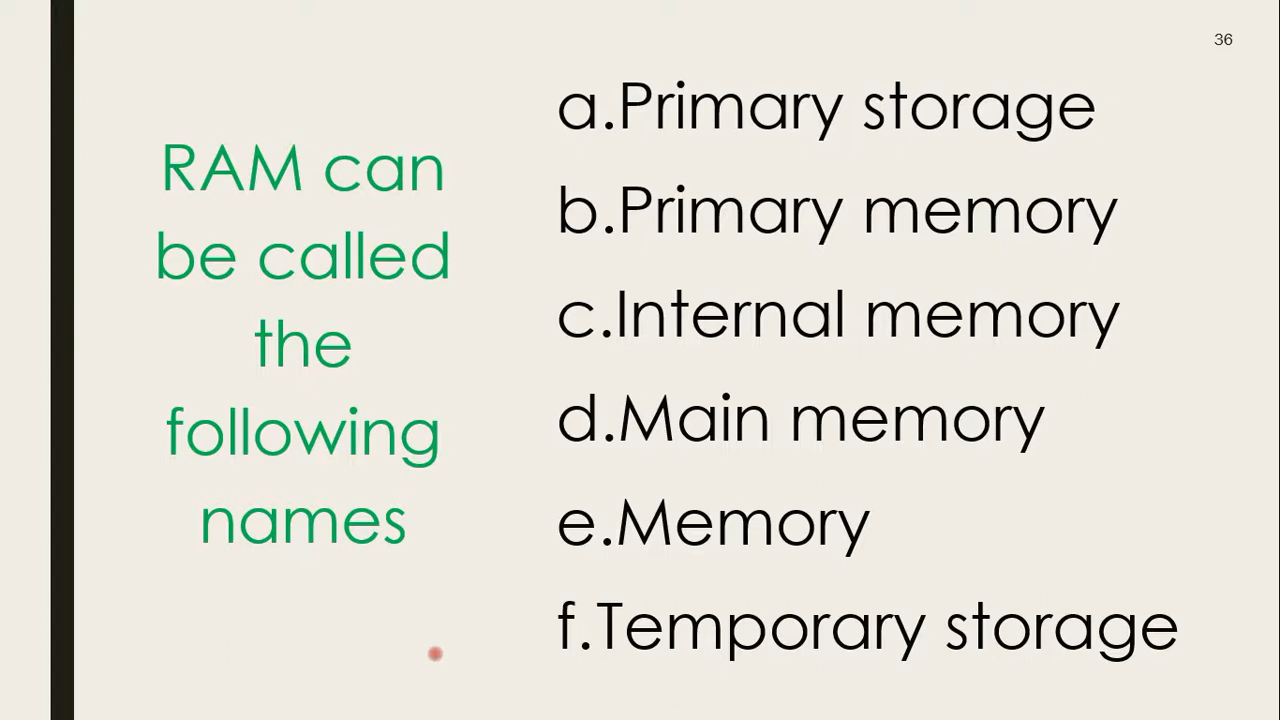 36
RAM can
be called
the
following
names
a.Primary storage
b.Primary memory
c.Internal memory
d.Main memory
e.Memory
f.Temporary storage